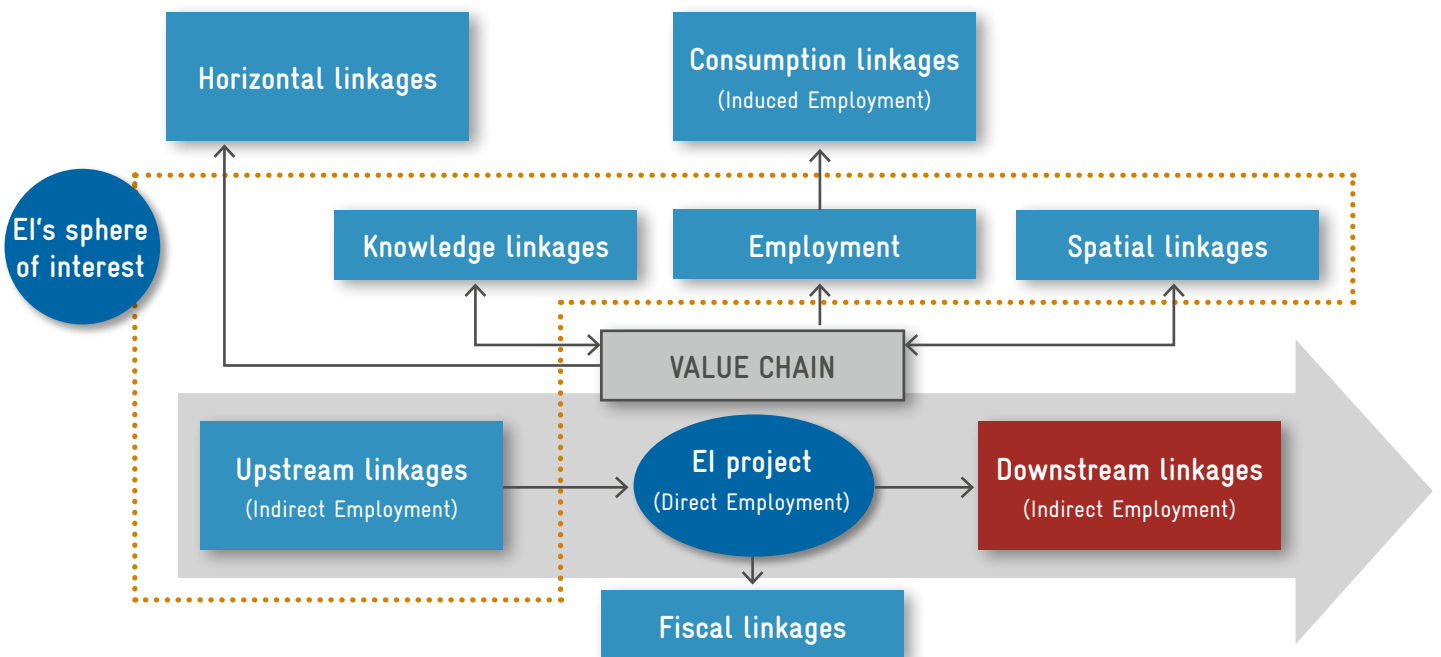 Horizontal linkages
Consumption linkages
(Induced Employment)
EI's sphere
of interest
Knowledge linkages
Employment
Spatial linkages
VALUE CHAIN
Upstream linkages
(Indirect Employment)
EI project
(Direct Employment)
Downstream linkages
(Indirect Employment)
Fiscal linkages